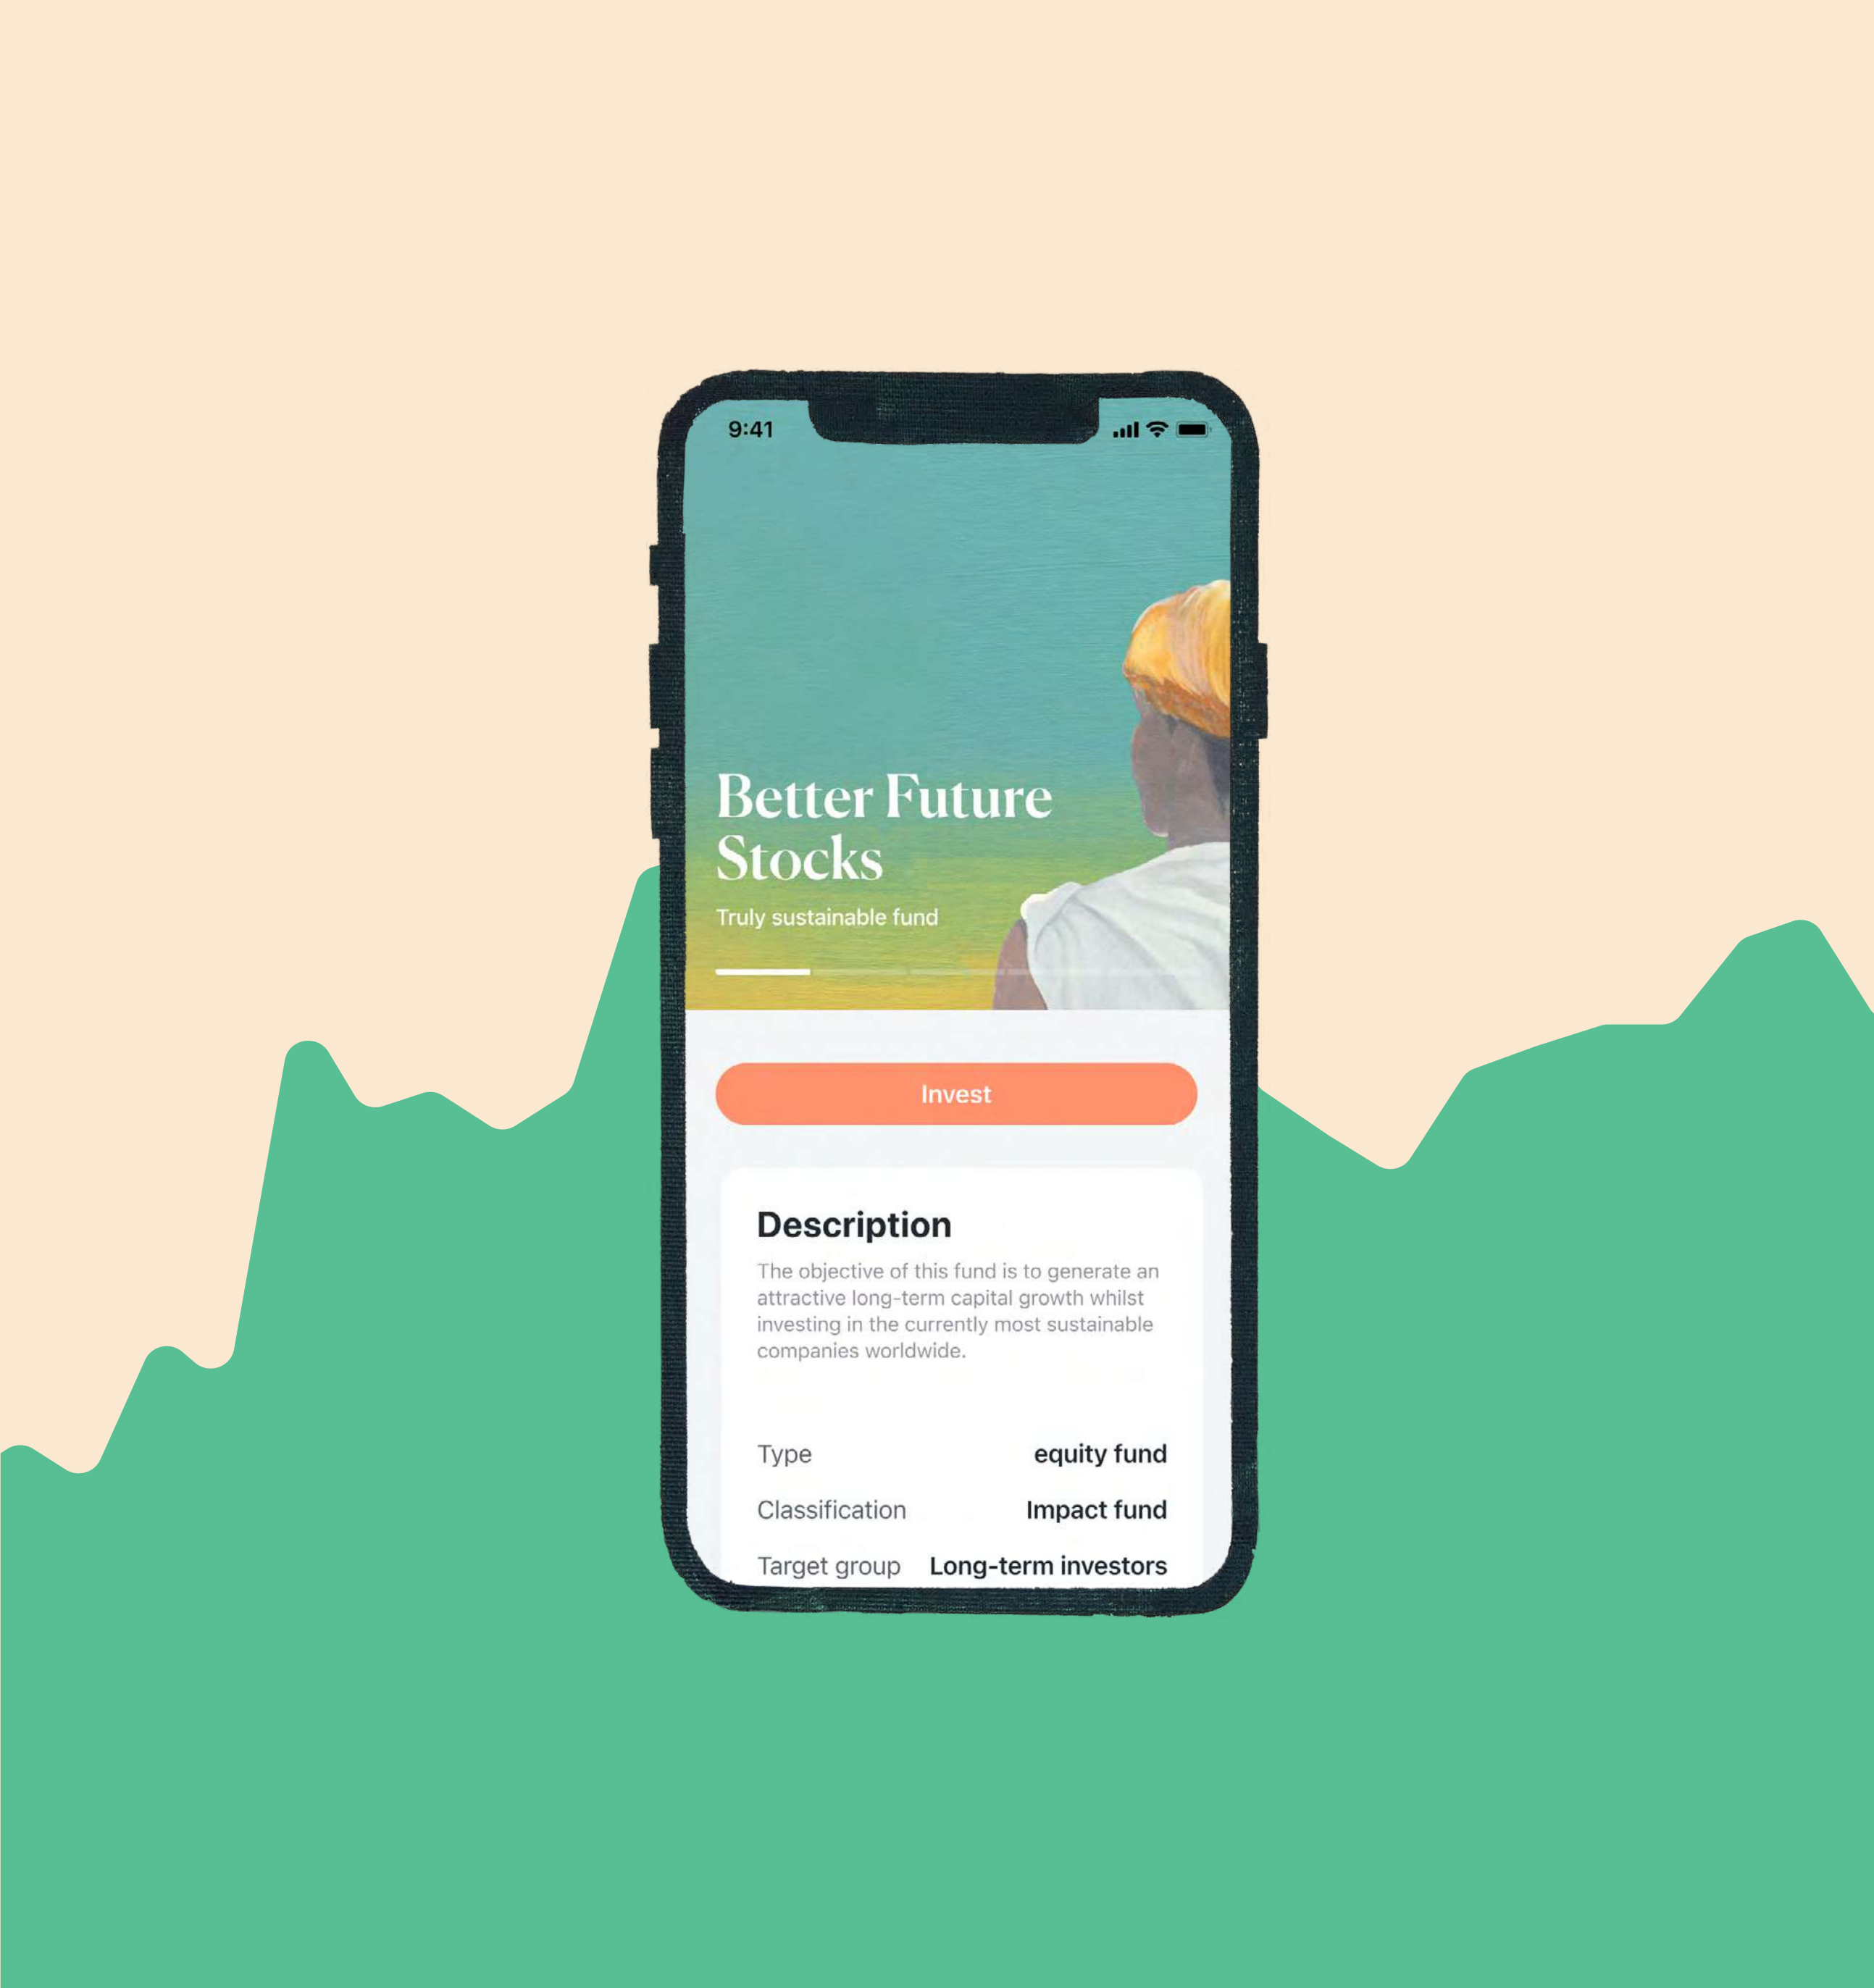 9:41
Better Future
Stocks
Truly sustainable fund
Invest
Description
The objective of this fund is to generate an
attractive long-term capital growth whilst
investing in the currently most sustainable
companies worldwide.
Type equity fund
Classification Impact fund
Target group Long-term investors